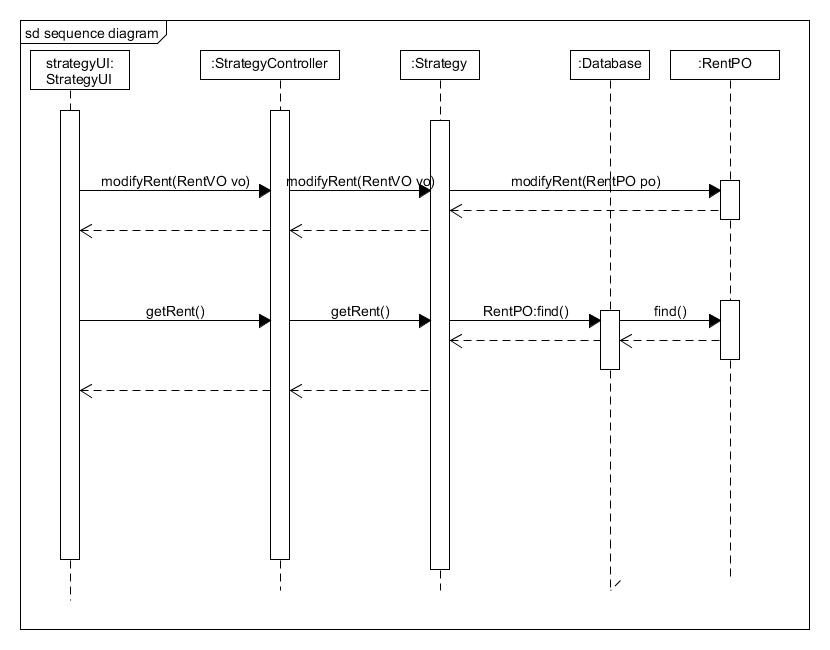 sd sequence diagram
strategyUI:
StrategyUI
:StrategyController
:Strategy
:Database
:RentPO
modifyRent(RentVO vo)
modifyRent(RentVO vo)
modifyRent(RentPO po)
getRent()
getRent()
RentPO:find()
find()